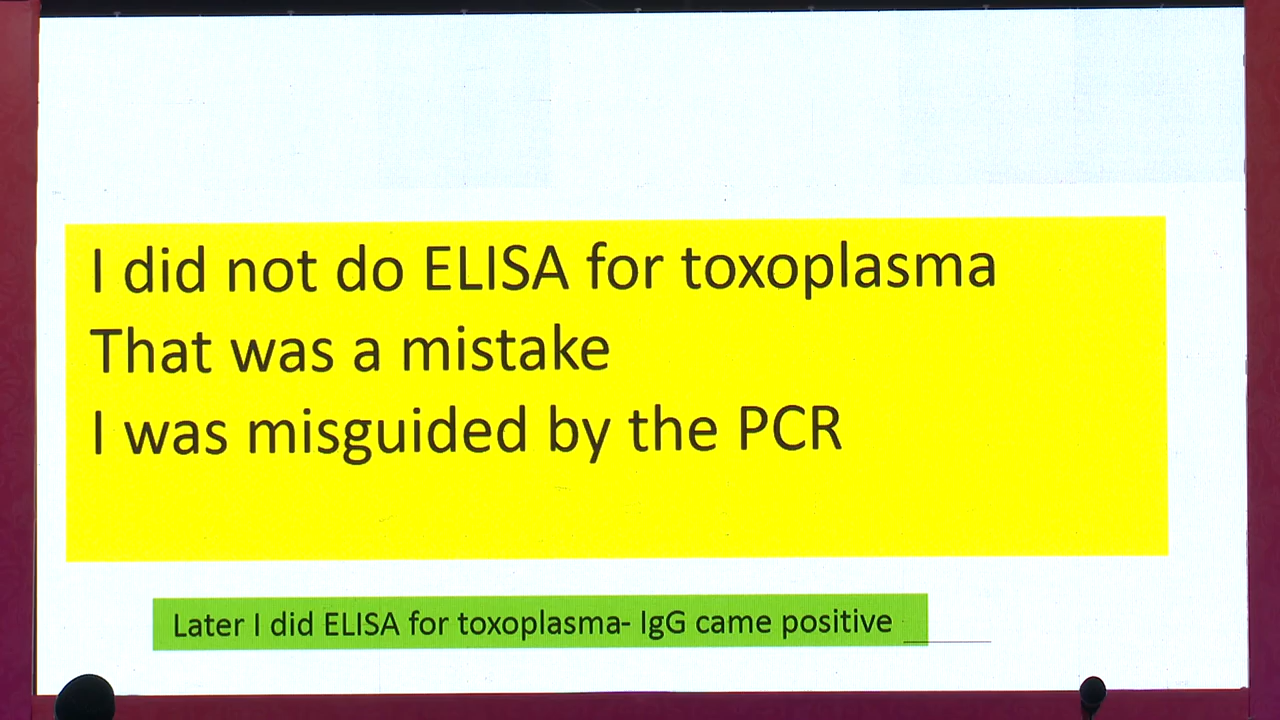 I did not do ELISA for toxoplasma
That was a mistake
I was misguided by the PCR
Later I did ELISA for toxoplasma- IgG came positive